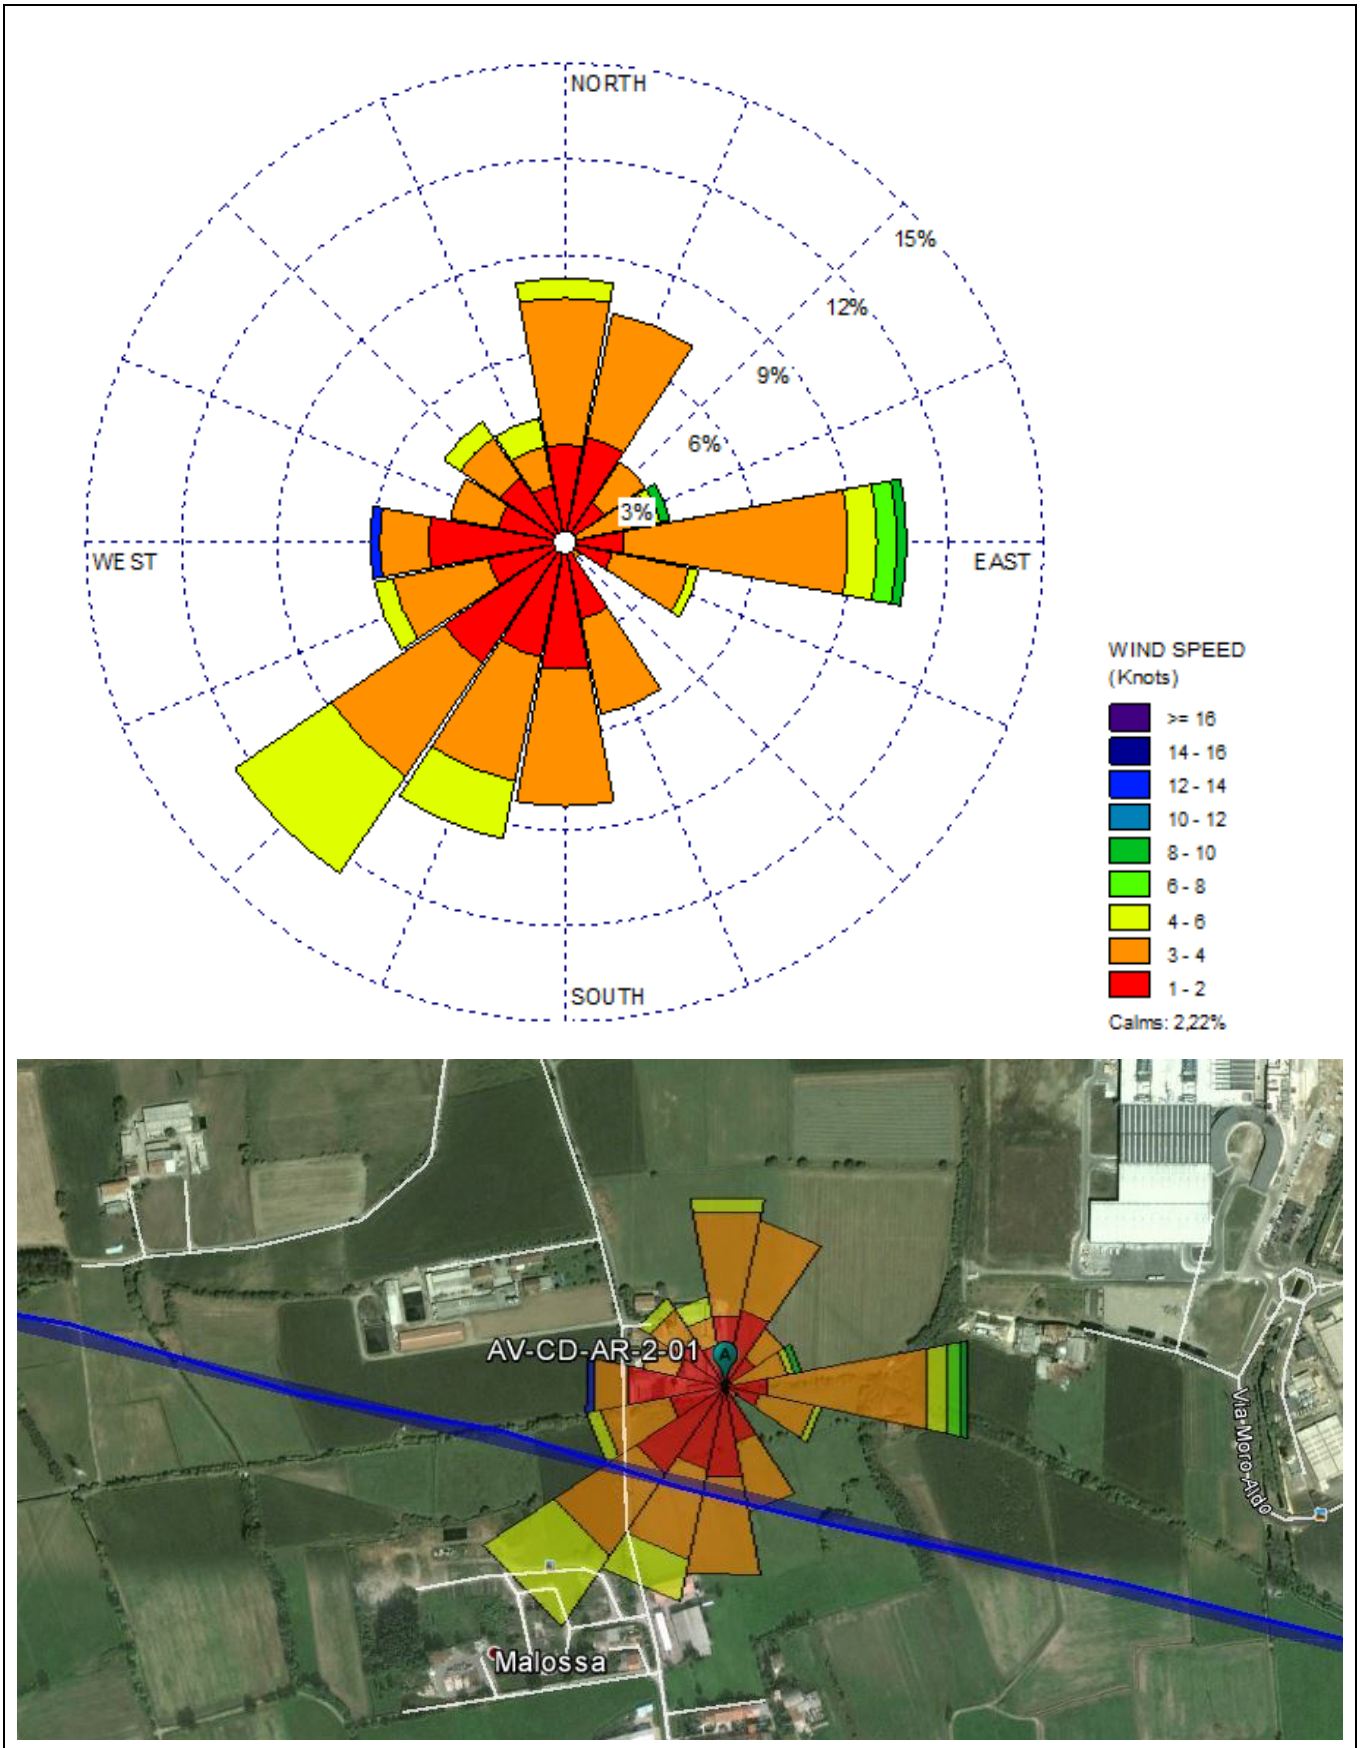 NORTH
15%
12%
9%
6%
3%
WEST
EAST
SOUTH
WIND SPEED
(Knots)
>= 16
14 - 16
12 - 14
10 - 12
8 - 10
6 - 8
4 - 6
3 - 4
1 - 2
Calms: 2,22%
A
AV-CD-AR-2-01
Via Moro Aldo
Malossa